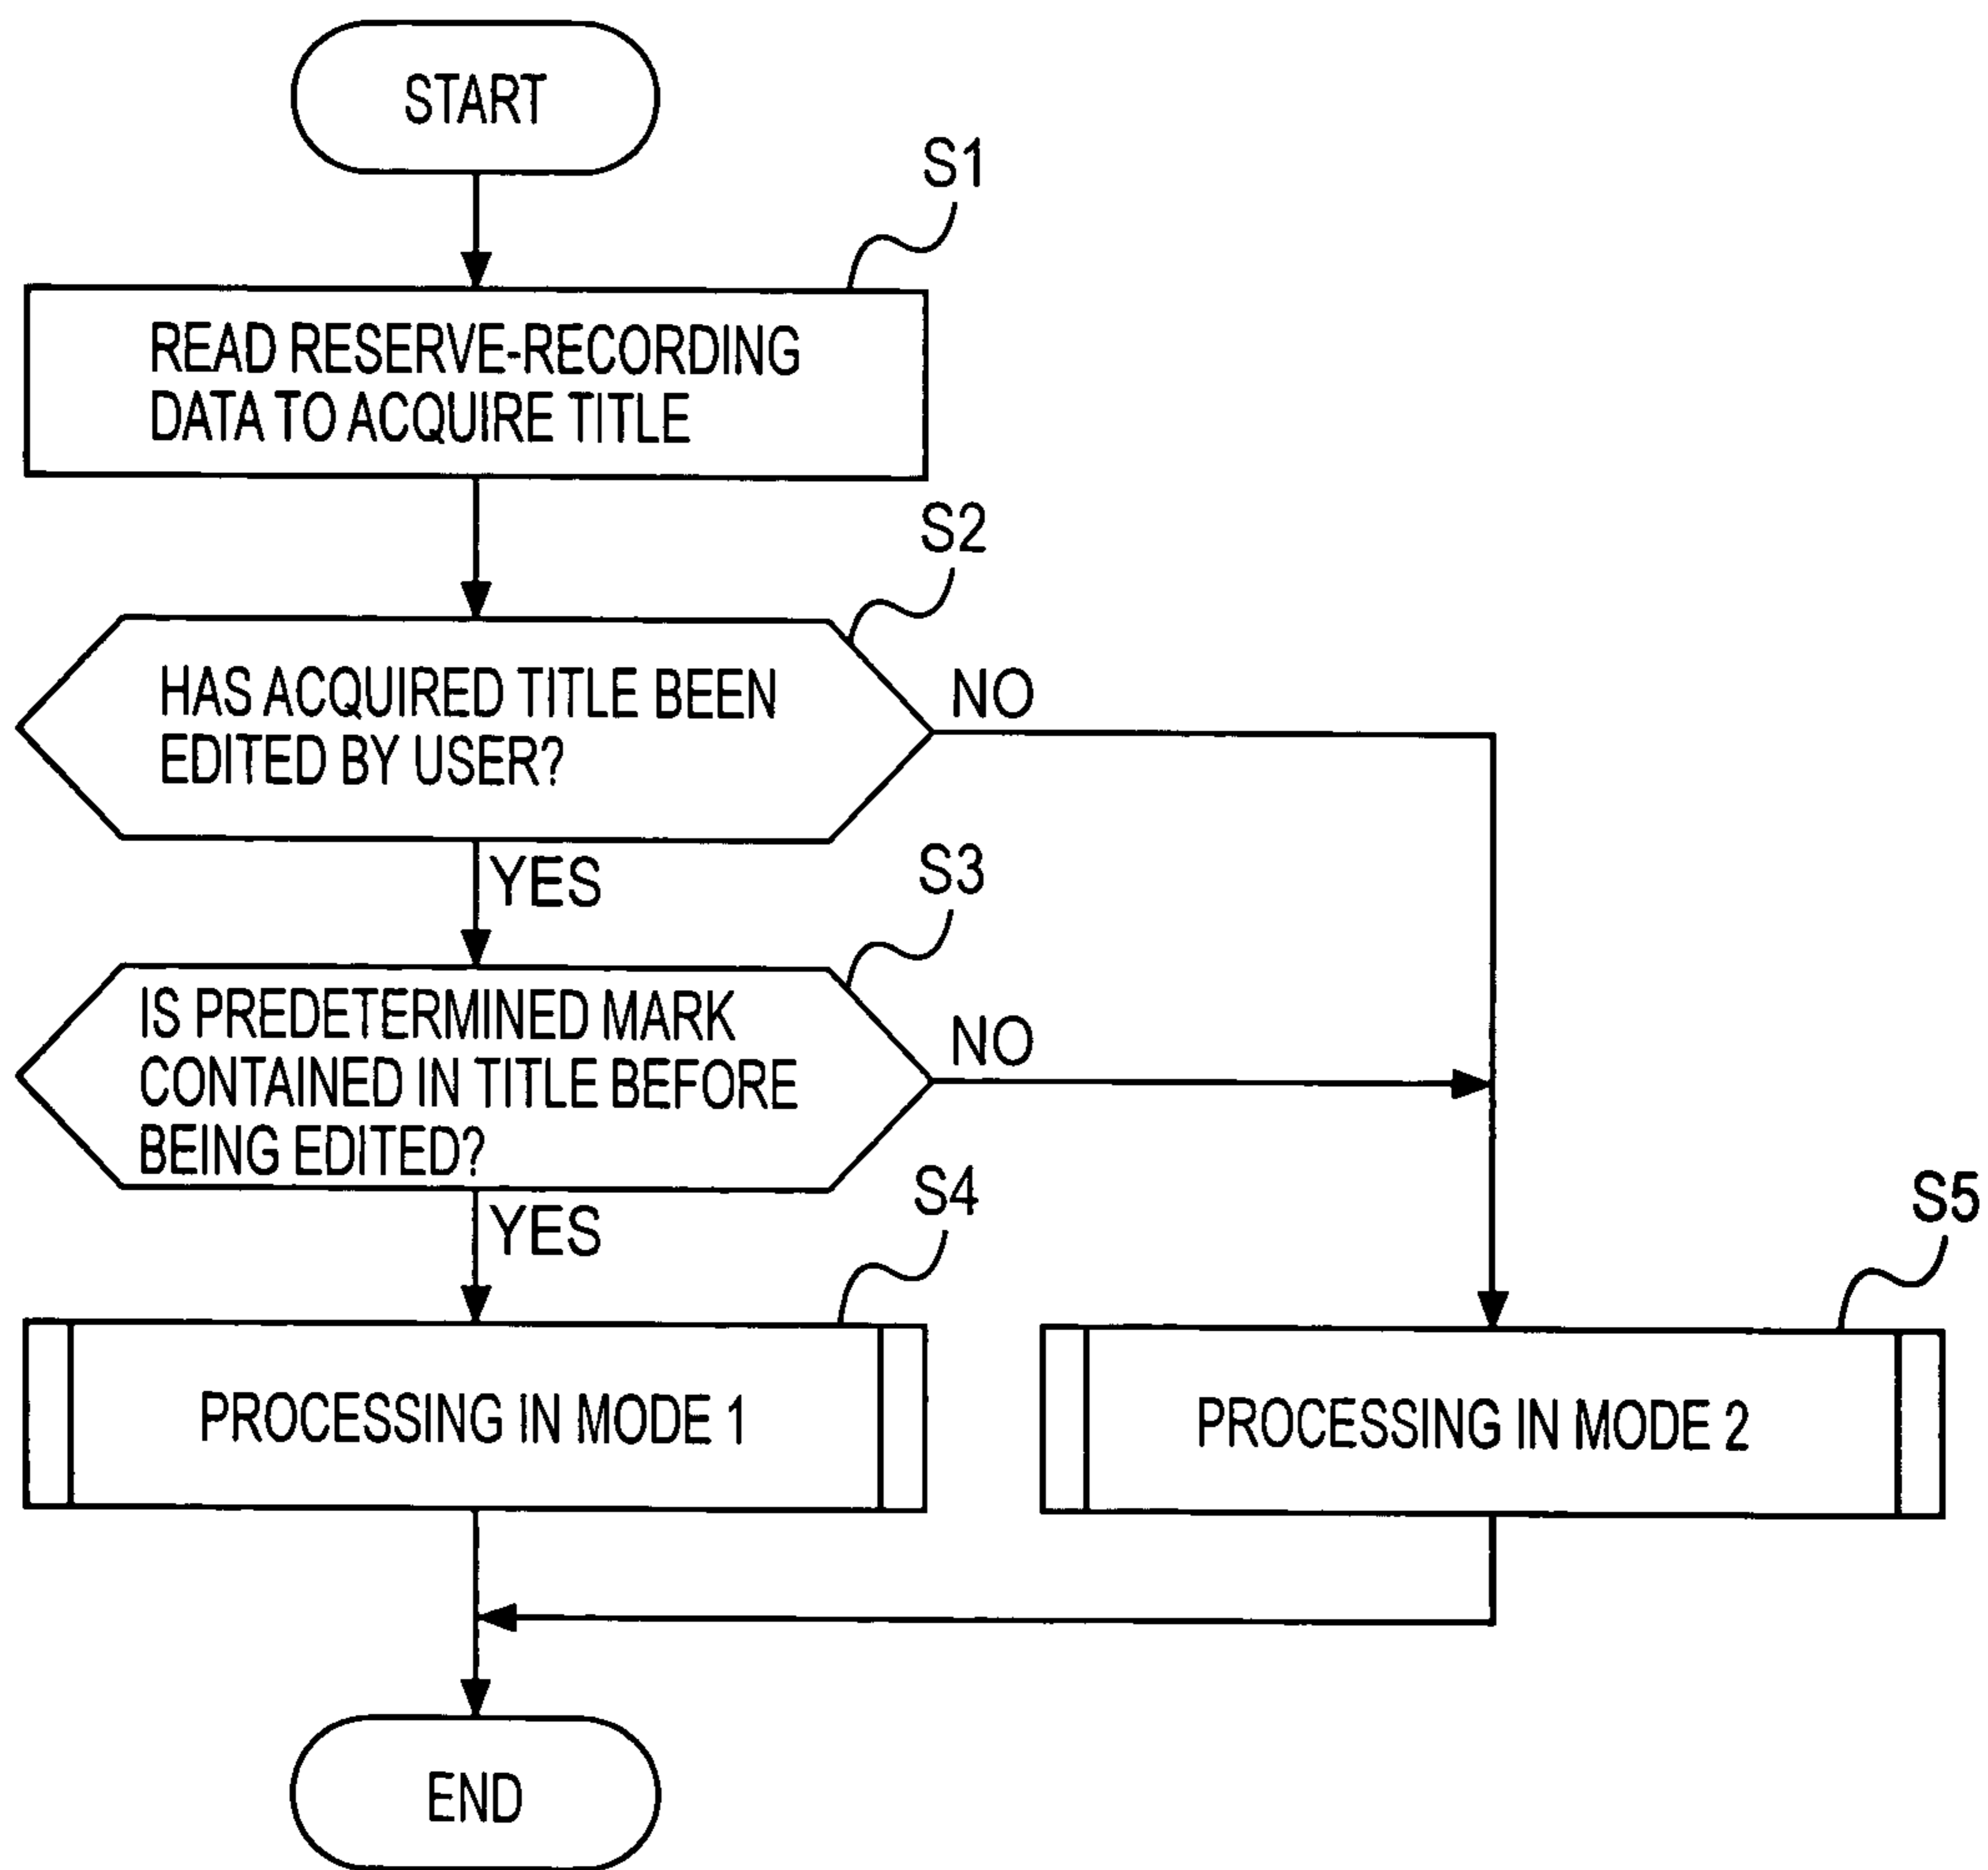 START
S1
READ RESERVE-RECORDING
DATA TO ACQUIRE TITLE
S2
HAS ACQUIRED TITLE BEEN
EDITED BY USER?
NO
YES
S3
IS PREDETERMINED MARK
CONTAINED IN TITLE BEFORE
BEING EDITED?
NO
YES
S4
S5
PROCESSING IN MODE 1
PROCESSING IN MODE 2
END